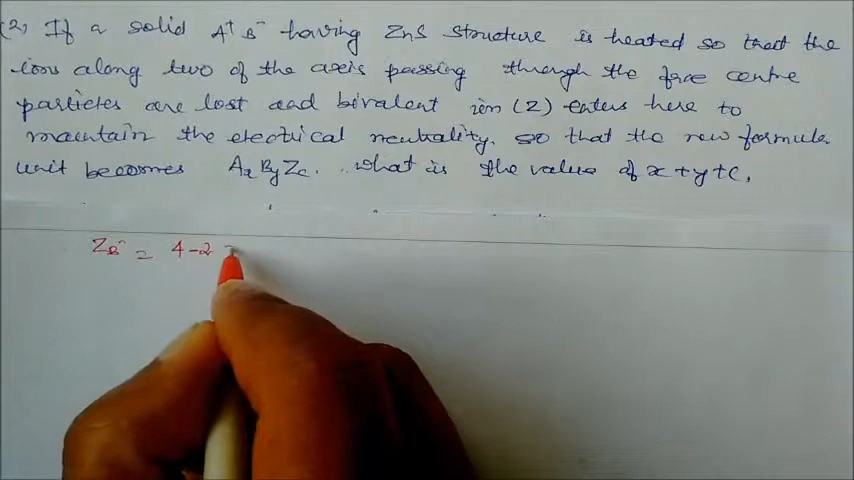 (2) If a solid A⁺ B⁻ having ZnS structure is heated so that the
ions along two of the axis passing through the face centre
particles are lost and bivalent ion (Z) enters here to
maintain the electrical neutrality. so that the new formula
unit becomes AxByZc. what is the value of x+y+c.
ZB⁻ = 4-2 =